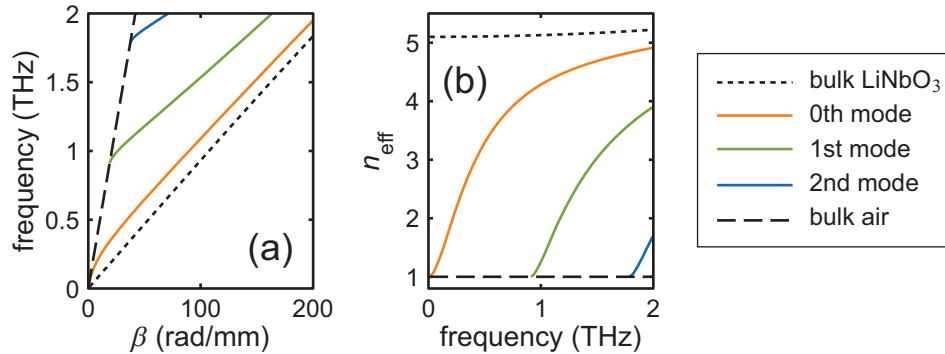 frequency (THz)
2
1.5
1
0.5
0
0
100
200
β (rad/mm)
(a)
n_eff
5
4
3
2
1
0
1
2
frequency (THz)
(b)
bulk LiNbO₃
0th mode
1st mode
2nd mode
bulk air